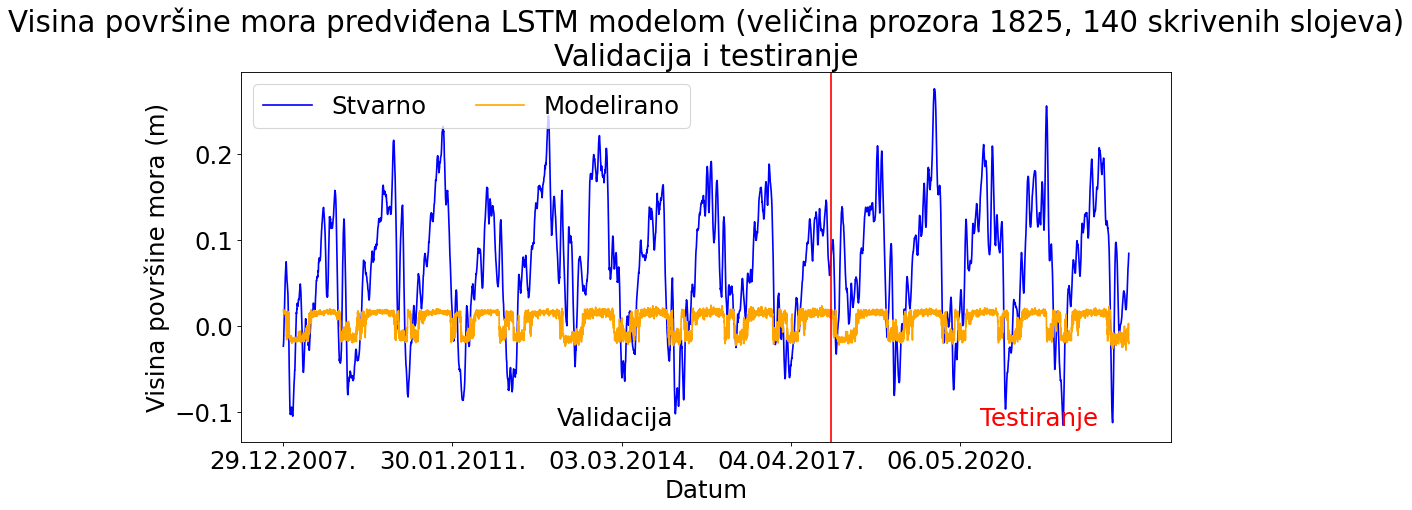 Visina površine mora predviđena LSTM modelom (veličina prozora 1825, 140 skrivenih slojeva)
Validacija i testiranje
Stvarno
Modelirano
Visina površine mora (m)
0.2
0.1
0.0
−0.1
Validacija
Testiranje
29.12.2007.
30.01.2011.
03.03.2014.
04.04.2017.
06.05.2020.
Datum